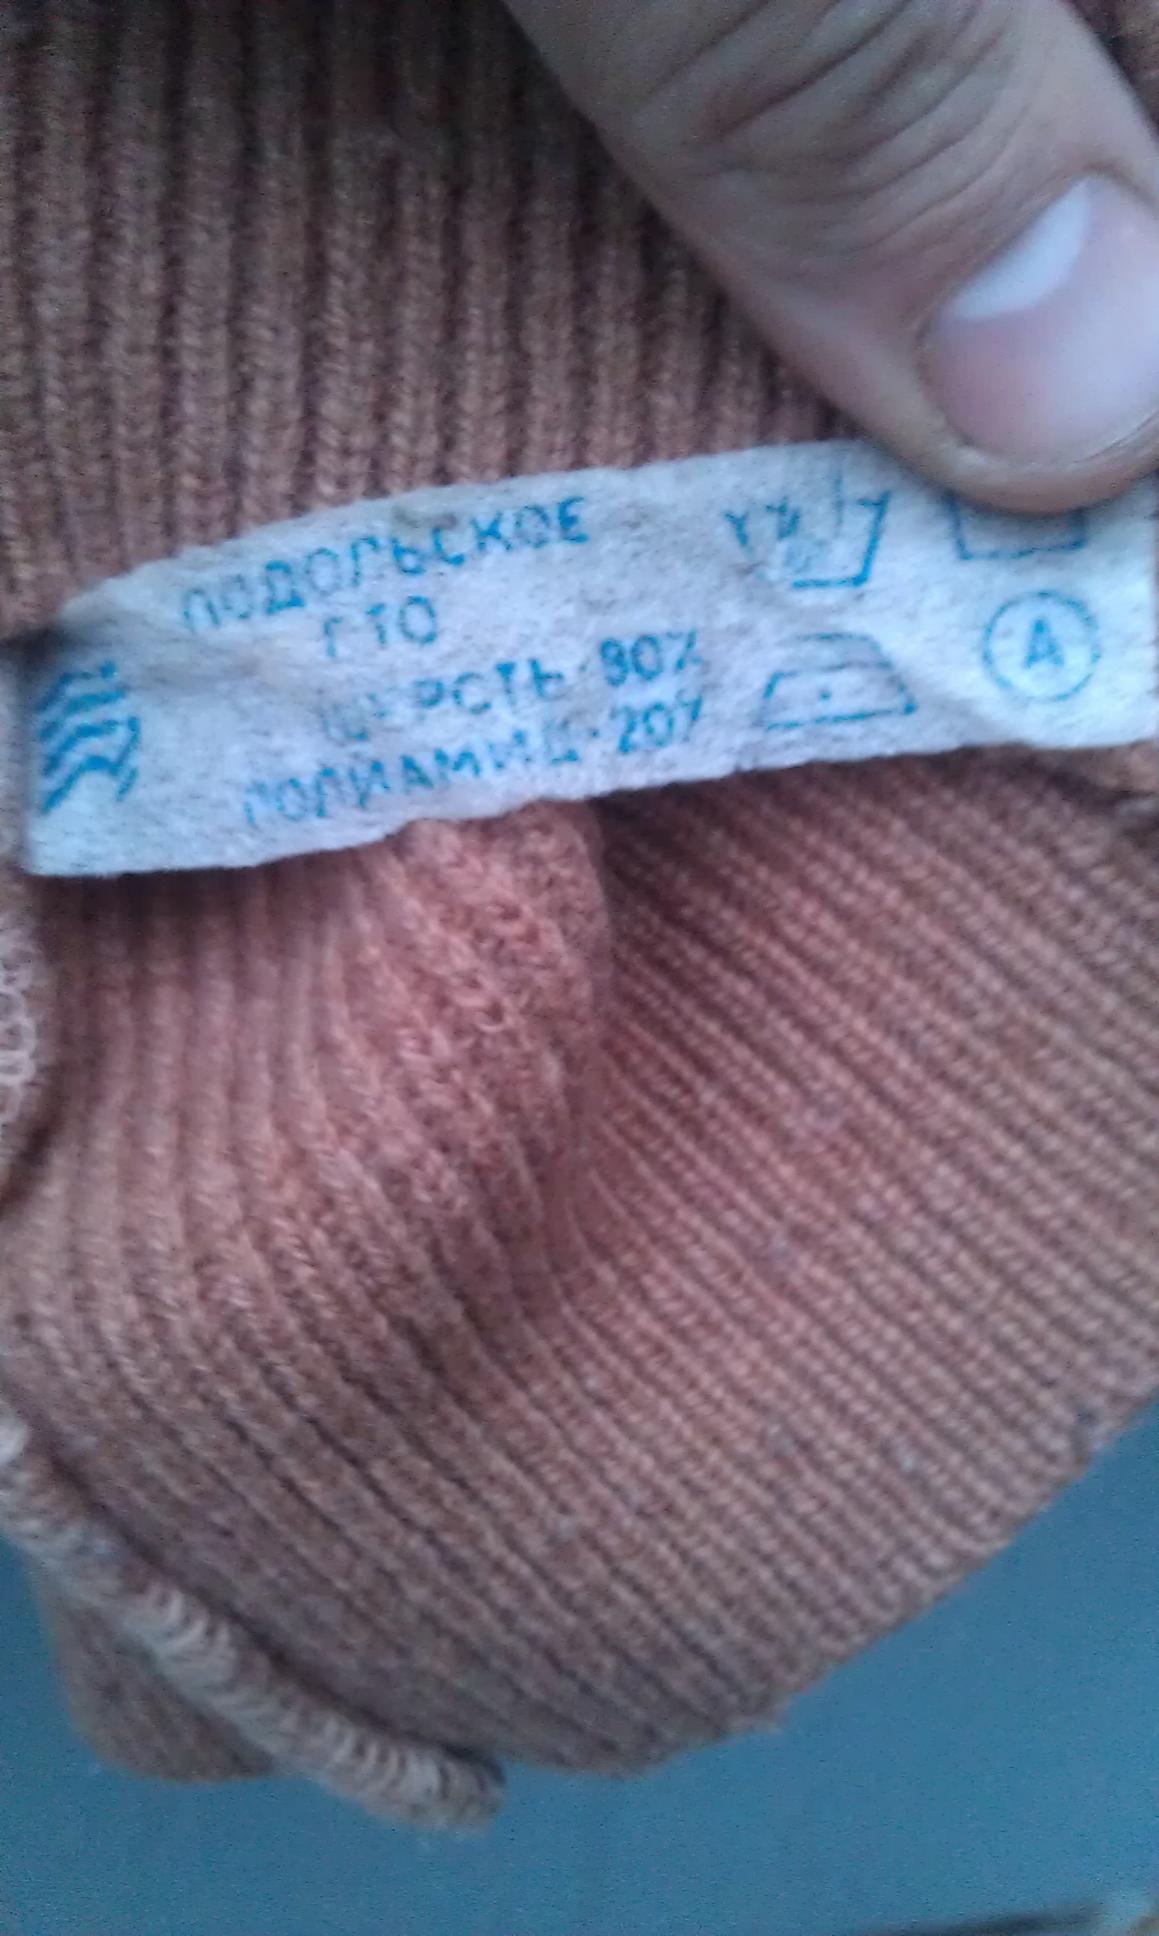 ПОДОЛЬСКОЕ
ГТО
ШЕРСТЬ-80%
ПОЛИАМИД-20%
А